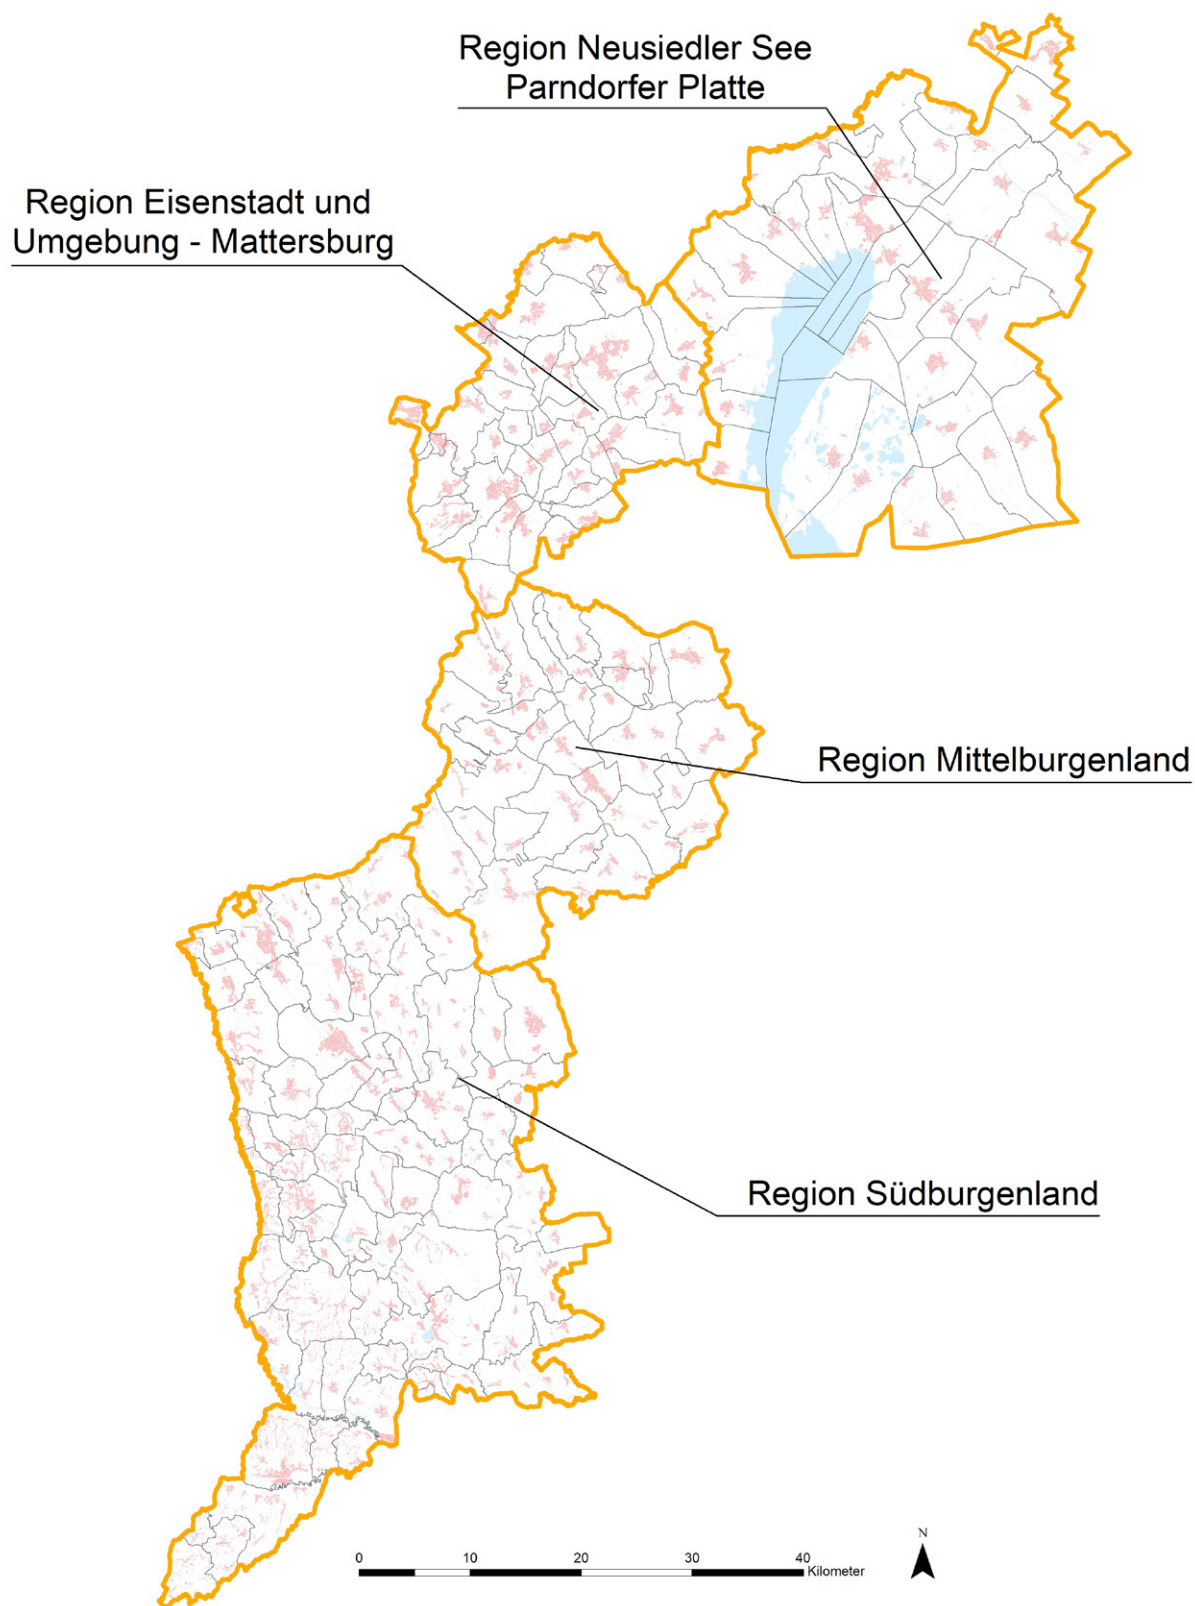 Region Neusiedler See
Parndorfer Platte
Region Eisenstadt und
Umgebung - Mattersburg
Region Mittelburgenland
Region Südburgenland
N
0 10 20 30 40
Kilometer